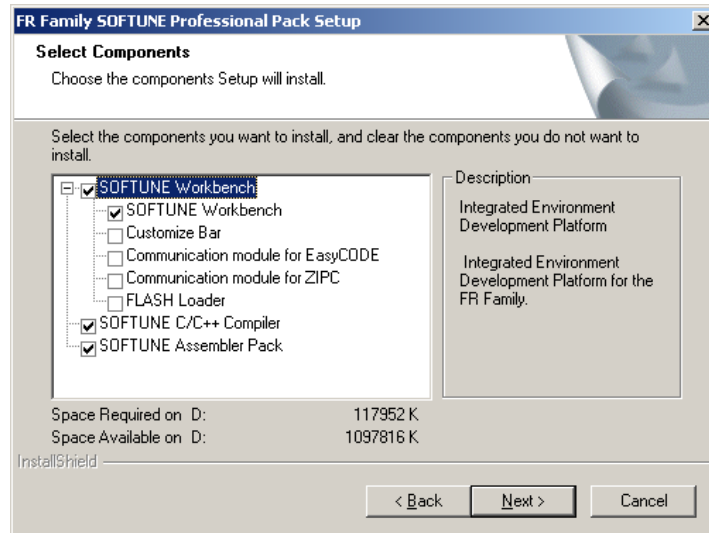 FR Family SOFTUNE Professional Pack Setup
Select Components
Choose the components Setup will install.
Select the components you want to install, and clear the components you do not want to
install.
SOFTUNE Workbench
SOFTUNE Workbench
Customize Bar
Communication module for EasyCODE
Communication module for ZIPC
FLASH Loader
SOFTUNE C/C++ Compiler
SOFTUNE Assembler Pack
Description
Integrated Environment
Development Platform
Integrated Environment
Development Platform for the
FR Family.
Space Required on D: 117952 K
Space Available on D: 1097816 K
InstallShield
< Back Next > Cancel